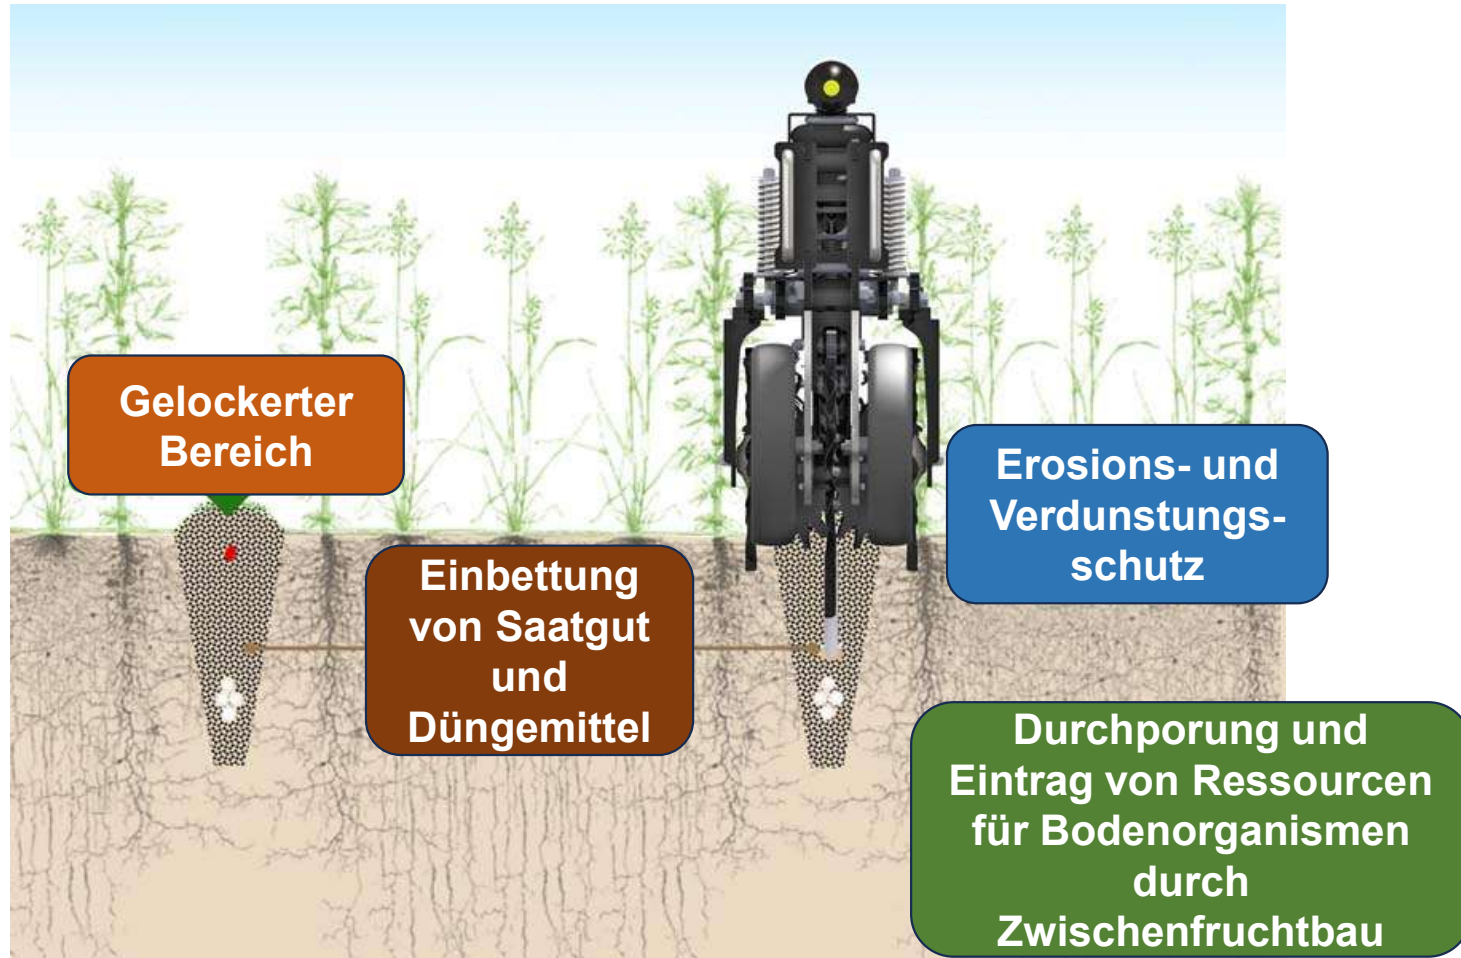 Gelockerter
Bereich
Einbettung
von Saatgut
und
Düngemittel
Erosions- und
Verdunstungs-
schutz
Durchporung und
Eintrag von Ressourcen
für Bodenorganismen
durch
Zwischenfruchtbau